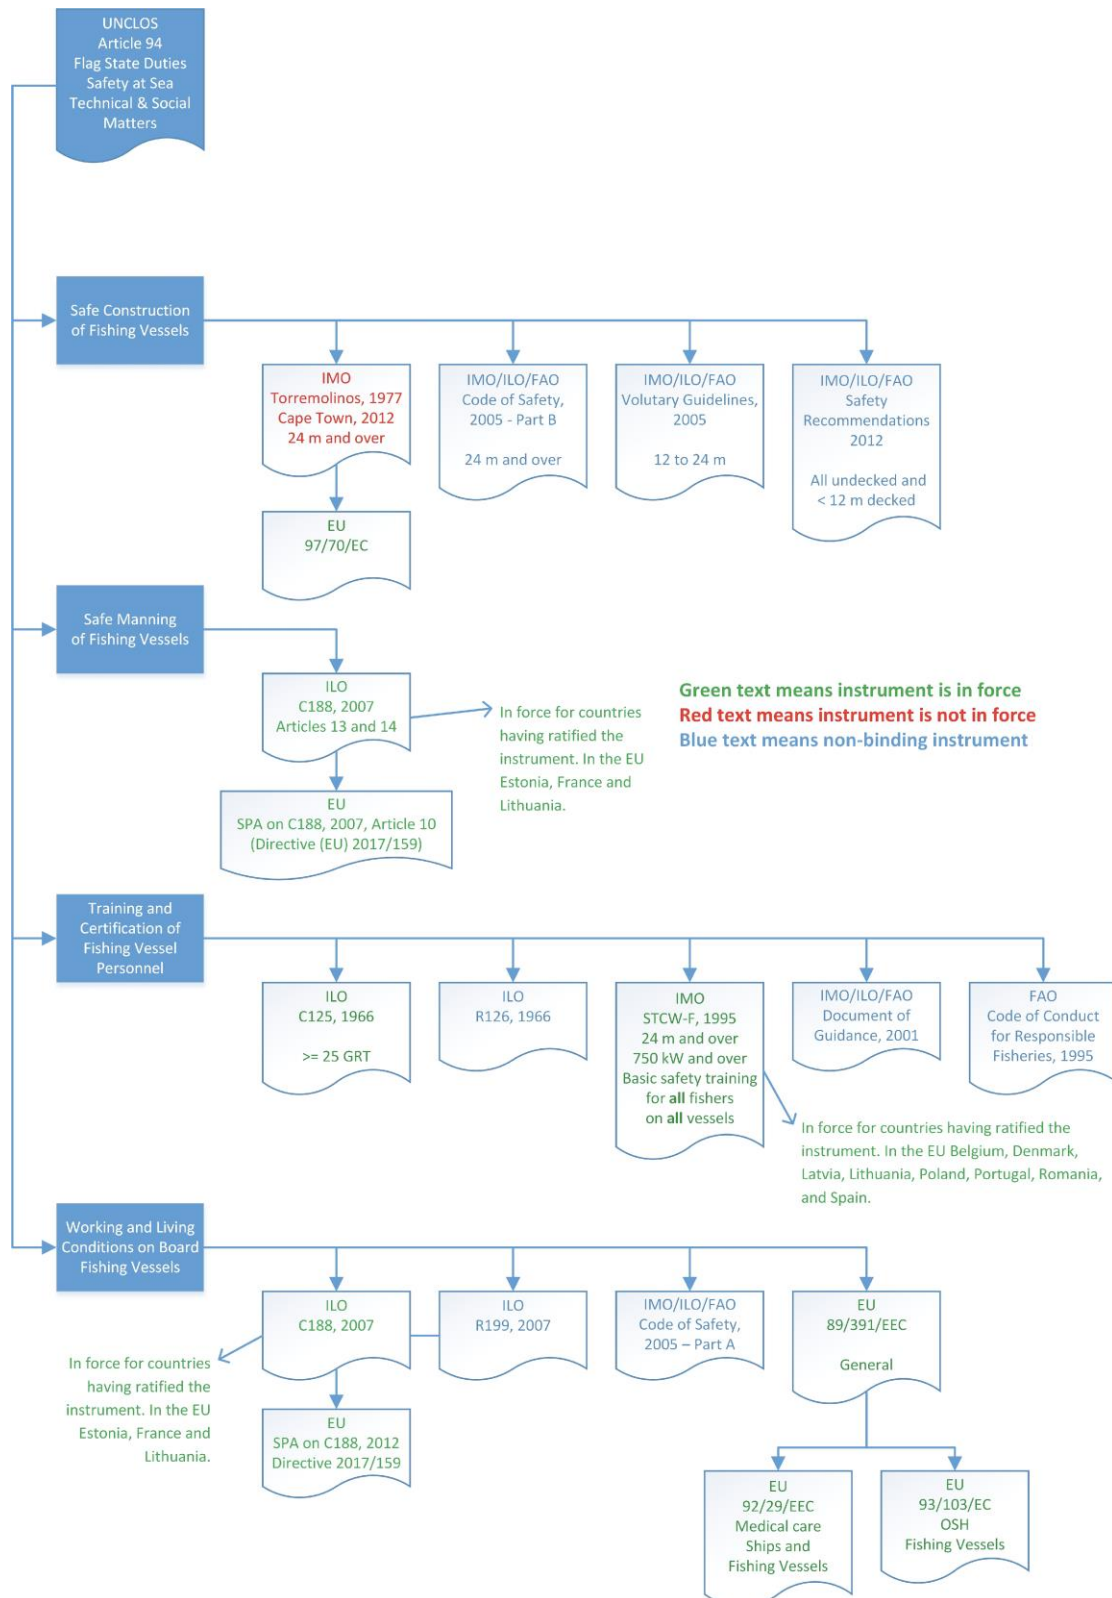 UNCLOS
Article 94
Flag State Duties
Safety at Sea
Technical & Social
Matters
Safe Construction
of Fishing Vessels
IMO
Torremolinos, 1977
Cape Town, 2012
24 m and over
IMO/ILO/FAO
Code of Safety,
2005 - Part B
24 m and over
IMO/ILO/FAO
Volutary Guidelines,
2005
12 to 24 m
IMO/ILO/FAO
Safety
Recommendations
2012
All undecked and
< 12 m decked
EU
97/70/EC
Safe Manning
of Fishing Vessels
ILO
C188, 2007
Articles 13 and 14
In force for countries
having ratified the
instrument. In the EU
Estonia, France and
Lithuania.
Green text means instrument is in force
Red text means instrument is not in force
Blue text means non-binding instrument
EU
SPA on C188, 2007, Article 10
(Directive (EU) 2017/159)
Training and
Certification of
Fishing Vessel
Personnel
ILO
C125, 1966
>= 25 GRT
ILO
R126, 1966
IMO
STCW-F, 1995
24 m and over
750 kW and over
Basic safety training
for all fishers
on all vessels
IMO/ILO/FAO
Document of
Guidance, 2001
FAO
Code of Conduct
for Responsible
Fisheries, 1995
In force for countries having ratified the
instrument. In the EU Belgium, Denmark,
Latvia, Lithuania, Poland, Portugal, Romania,
and Spain.
Working and Living
Conditions on Board
Fishing Vessels
ILO
C188, 2007
ILO
R199, 2007
IMO/ILO/FAO
Code of Safety,
2005 – Part A
EU
89/391/EEC
General
In force for countries
having ratified the
instrument. In the EU
Estonia, France and
Lithuania.
EU
SPA on C188, 2012
Directive 2017/159
EU
92/29/EEC
Medical care
Ships and
Fishing Vessels
EU
93/103/EC
OSH
Fishing Vessels